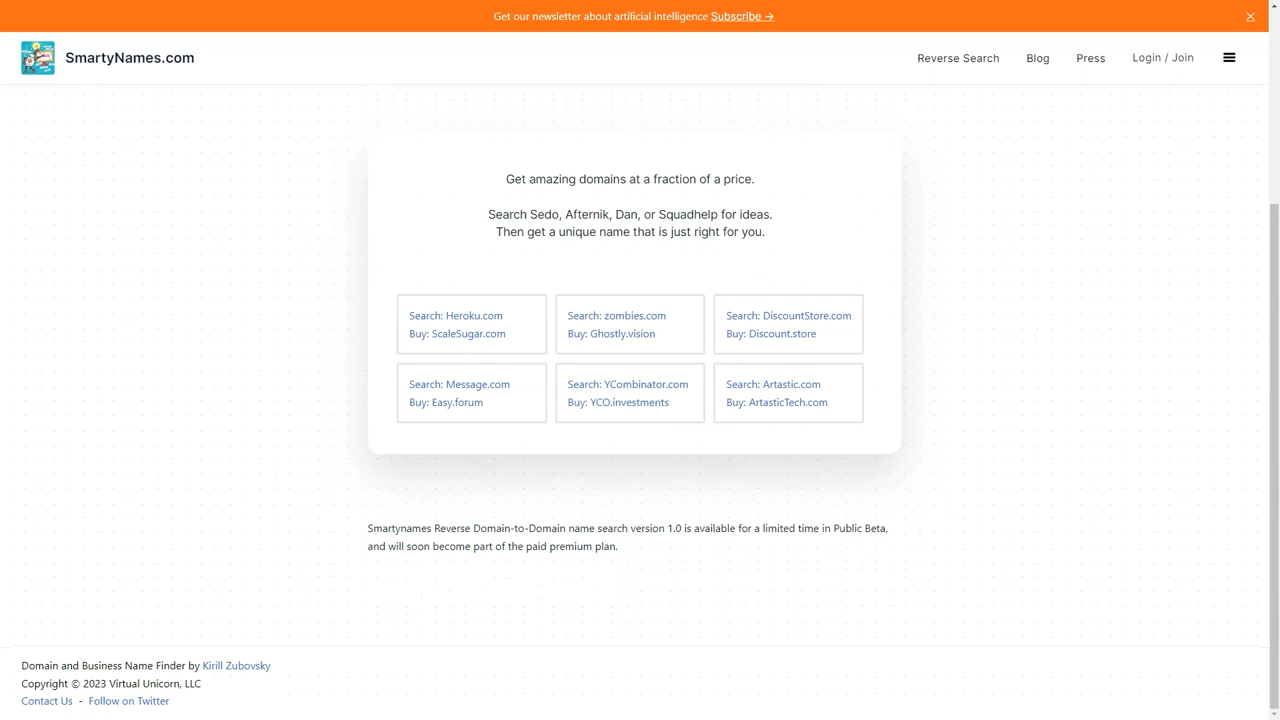 Get our newsletter about artificial intelligence Subscribe →
SmartyNames.com
Reverse Search
Blog
Press
Login / Join
Get amazing domains at a fraction of a price.
Search Sedo, Afternik, Dan, or Squadhelp for ideas.
Then get a unique name that is just right for you.
Search: Heroku.com
Buy: ScaleSugar.com
Search: zombies.com
Buy: Ghostly.vision
Search: DiscountStore.com
Buy: Discount.store
Search: Message.com
Buy: Easy.forum
Search: YCombinator.com
Buy: YCO.investments
Search: Artastic.com
Buy: ArtasticTech.com
Smartynames Reverse Domain-to-Domain name search version 1.0 is available for a limited time in Public Beta,
and will soon become part of the paid premium plan.
Domain and Business Name Finder by Kirill Zubovsky
Copyright © 2023 Virtual Unicorn, LLC
Contact Us - Follow on Twitter